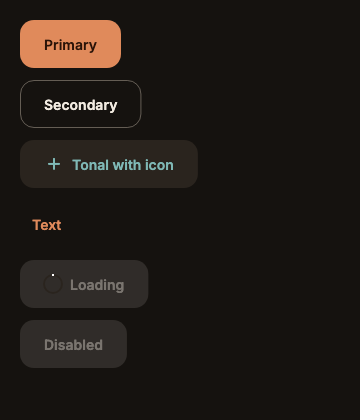 Primary
Secondary
Tonal with icon
Text
Loading
Disabled